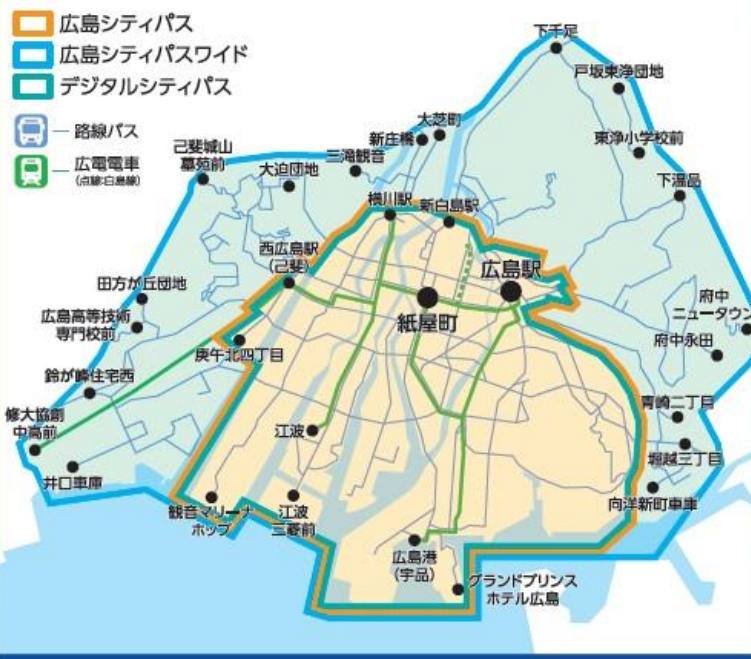 広島シティパス
広島シティパスワイド
デジタルシティパス
路線バス
広電電車
(点線:白島線)
下千足
戸坂東浄団地
大芝町
新庄橋
東浄小学校前
三滝観音
己斐城山
墓苑前
大迫団地
下温品
横川駅
新白島駅
西広島駅
(己斐)
広島駅
田方が丘団地
紙屋町
府中
ニュータウン
広島高等技術
専門校前
府中永田
庚午北四丁目
鈴が峰住宅西
青崎二丁目
修大協創
中高前
江波
堀越三丁目
井口車庫
向洋新町車庫
観音マリーナ
ホップ
江波
三菱前
広島港
(宇品)
グランドプリンス
ホテル広島